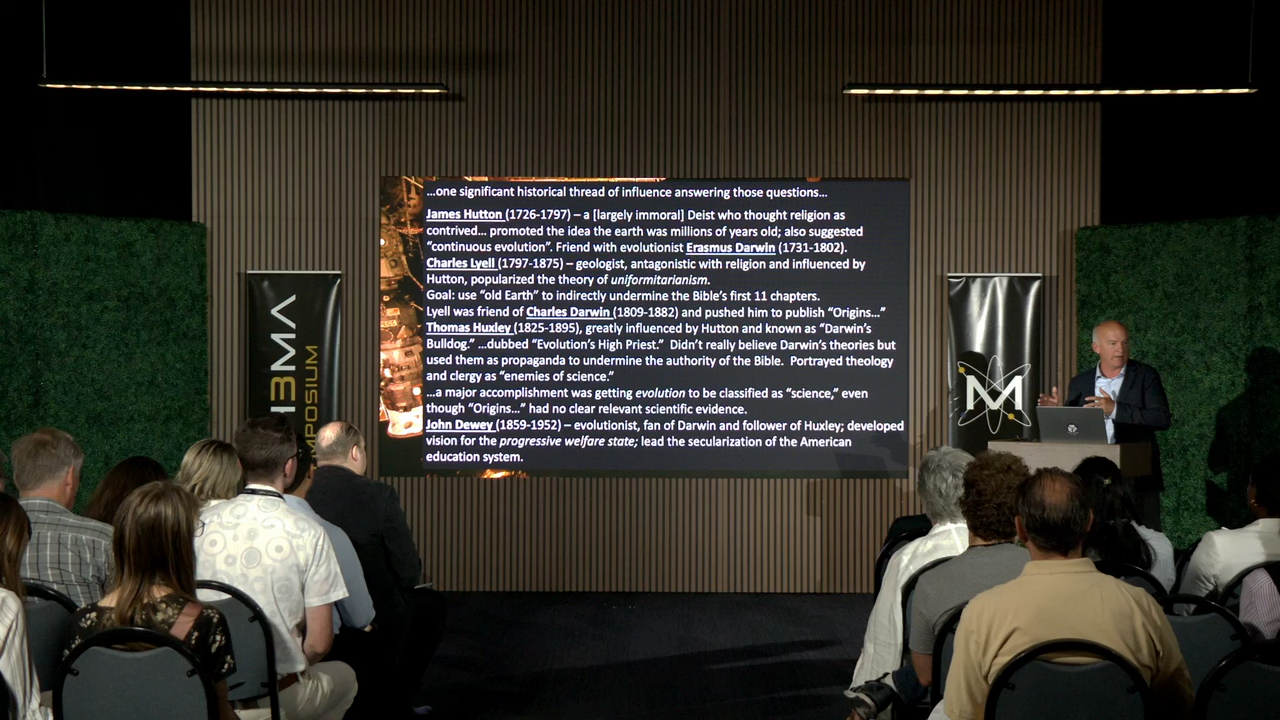 ...one significant historical thread of influence answering those questions...
James Hutton (1726-1797) – a [largely immoral] Deist who thought religion as
contrived... promoted the idea the earth was millions of years old; also suggested
“continuous evolution”. Friend with evolutionist Erasmus Darwin (1731-1802).
Charles Lyell (1797-1875) – geologist, antagonistic with religion and influenced by
Hutton, popularized the theory of uniformitarianism.
Goal: use “old Earth” to indirectly undermine the Bible’s first 11 chapters.
Lyell was friend of Charles Darwin (1809-1882) and pushed him to publish “Origins...”
Thomas Huxley (1825-1895), greatly influenced by Hutton and known as “Darwin’s
Bulldog.” ...dubbed “Evolution’s High Priest.” Didn’t really believe Darwin’s theories but
used them as propaganda to undermine the authority of the Bible. Portrayed theology
and clergy as “enemies of science.”
...a major accomplishment was getting evolution to be classified as “science,” even
though “Origins...” had no clear relevant scientific evidence.
John Dewey (1859-1952) – evolutionist, fan of Darwin and follower of Huxley; developed
vision for the progressive welfare state; lead the secularization of the American
education system.
M